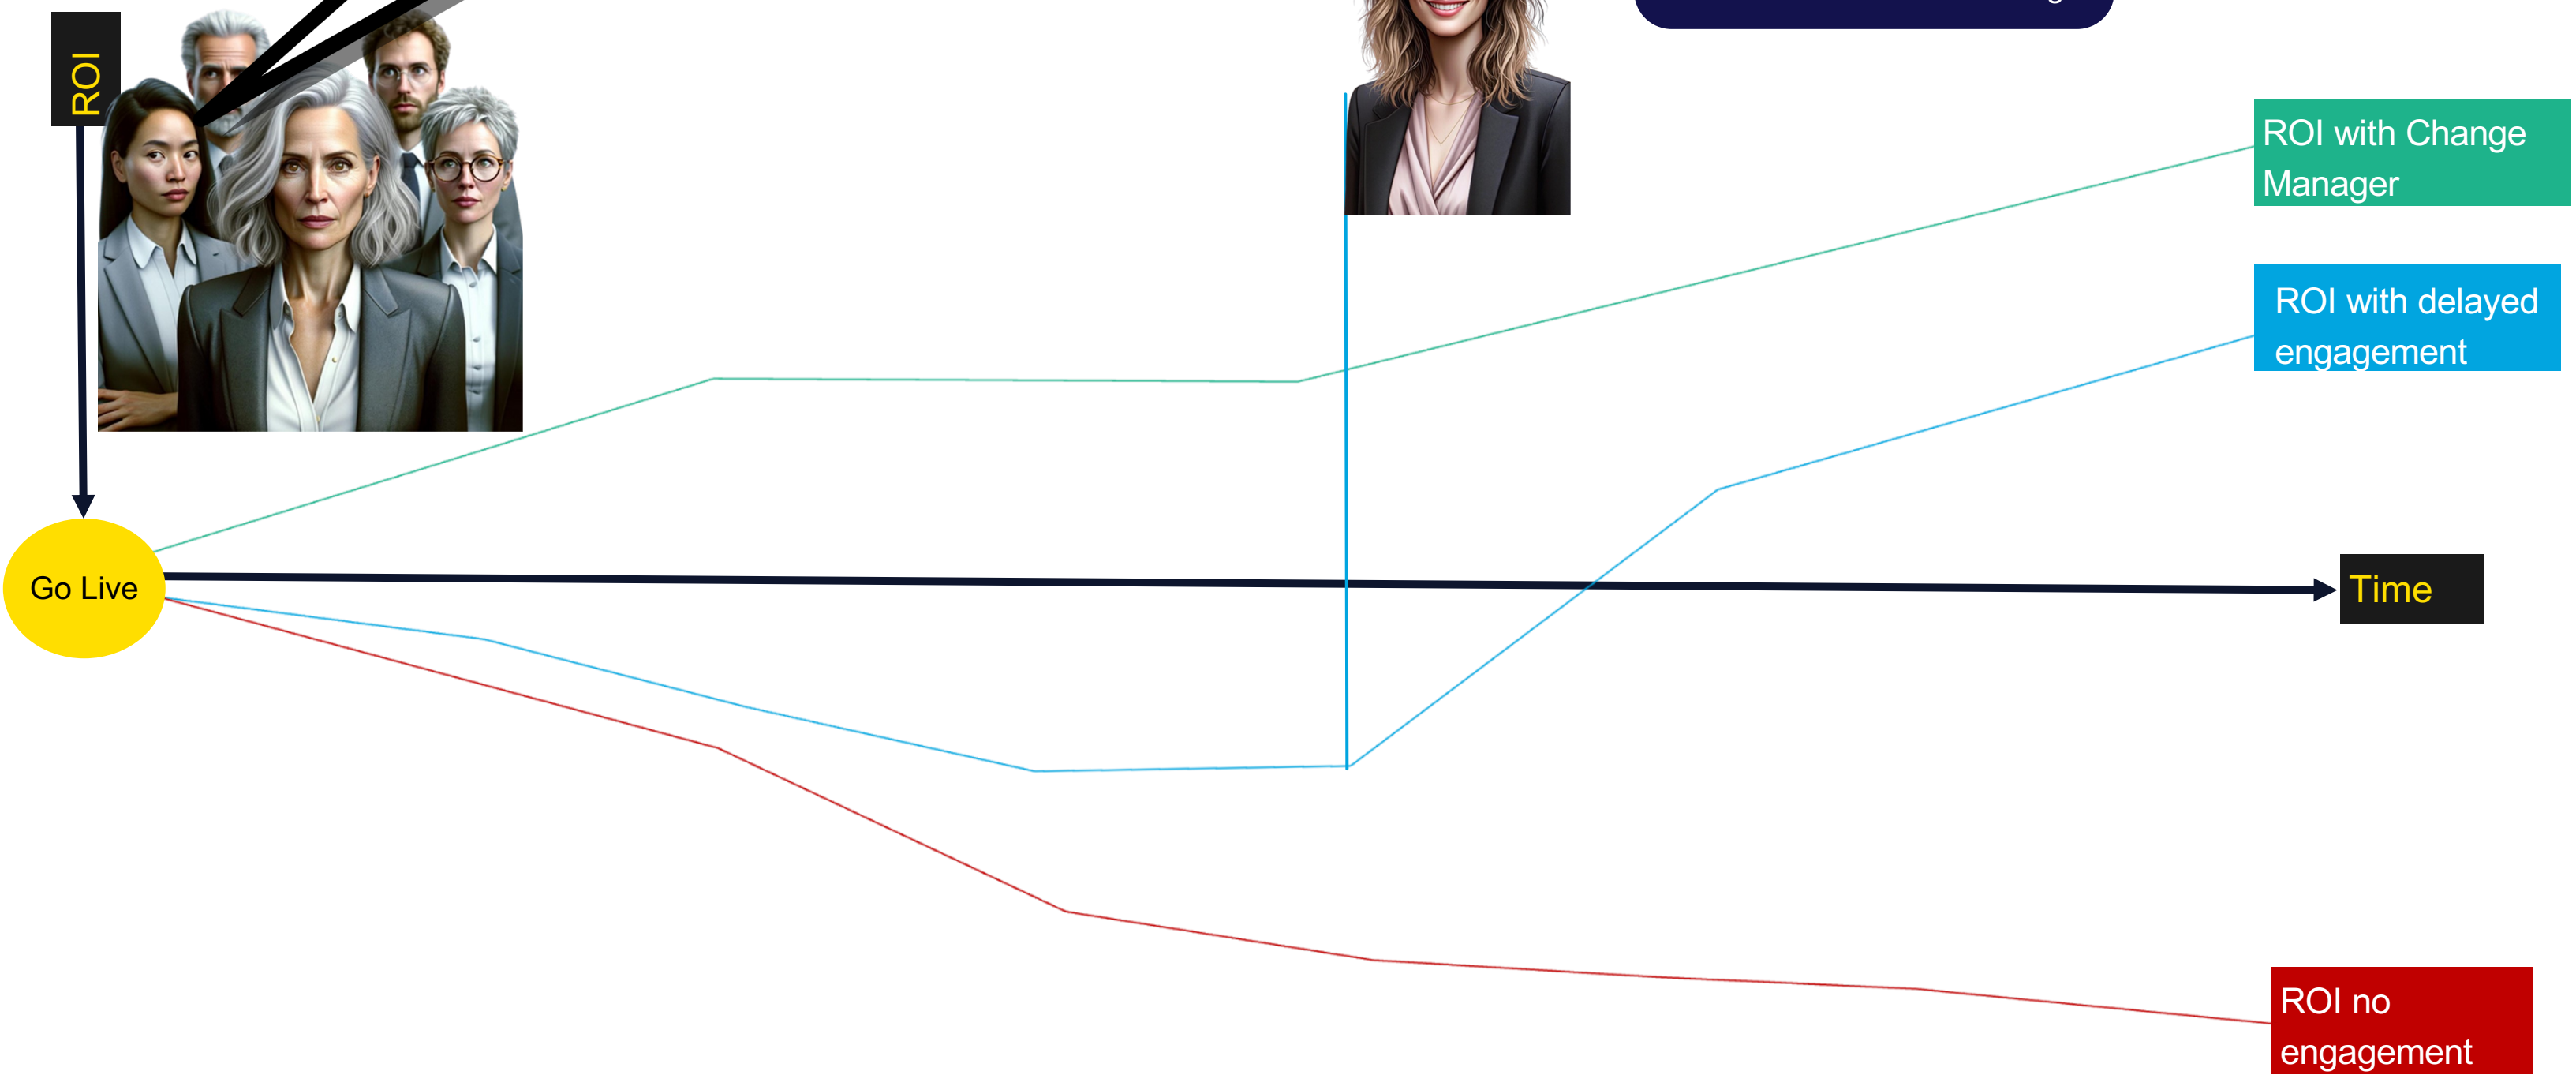 ROI
ROI with Change
Manager
ROI with delayed
engagement
Go Live
Time
ROI no
engagement